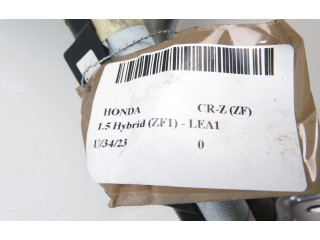 HONDA CR-Z (ZF)
1.5 Hybrid (ZF1) - LEA1
U/34/23 0